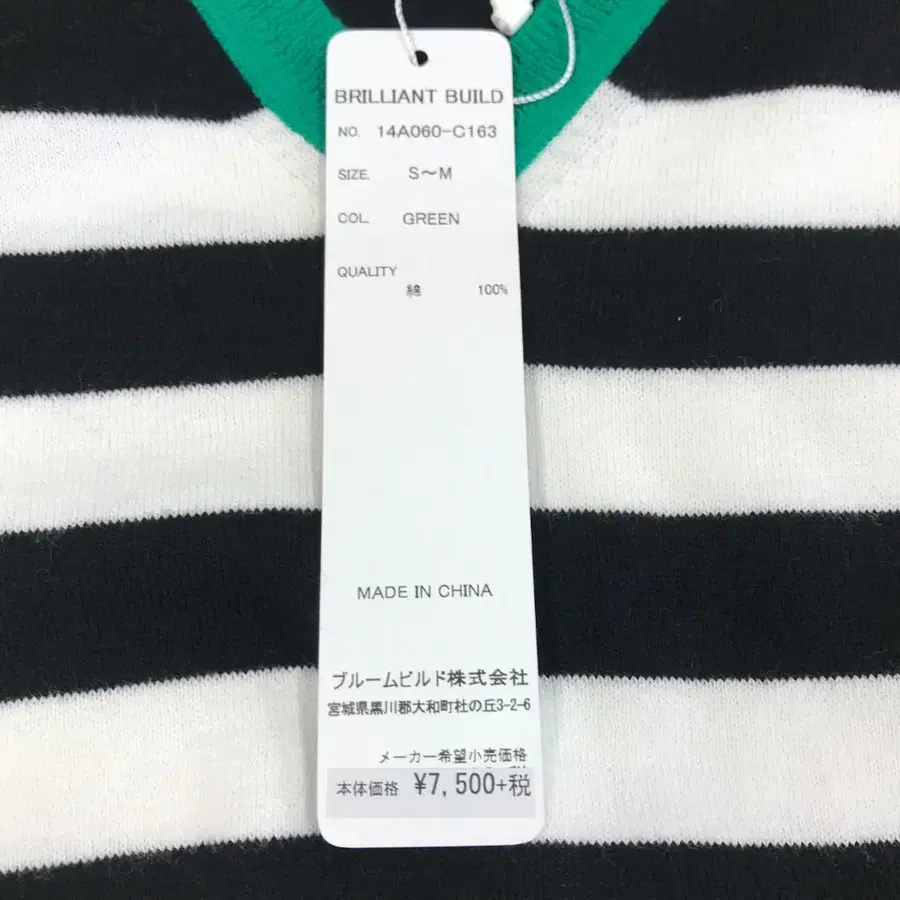 BRILLIANT BUILD
NO. 14A060-C163
SIZE. S～M
COL. GREEN
QUALITY
綿 100%
MADE IN CHINA
ブルームビルド株式会社
宮城県黒川郡大和町杜の丘3-2-6
メーカー希望小売価格
本体価格 ¥7,500+税